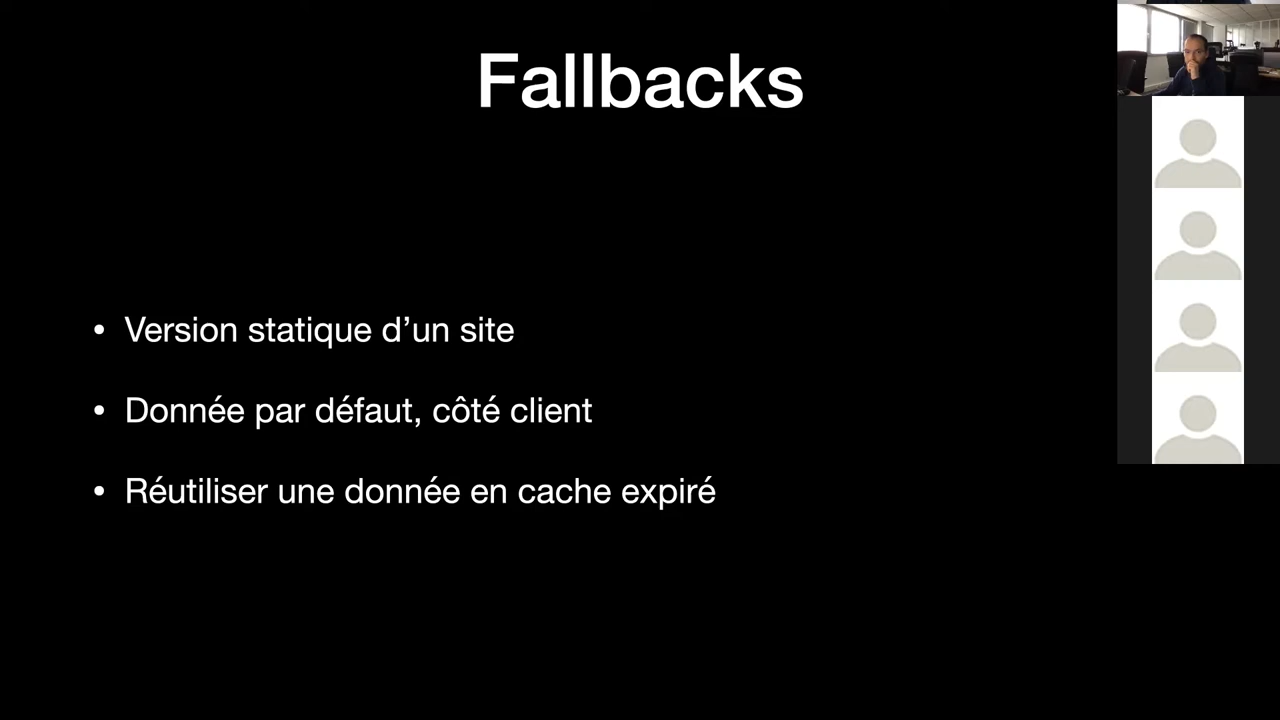 Fallbacks
• Version statique d’un site
• Donnée par défaut, côté client
• Réutiliser une donnée en cache expiré